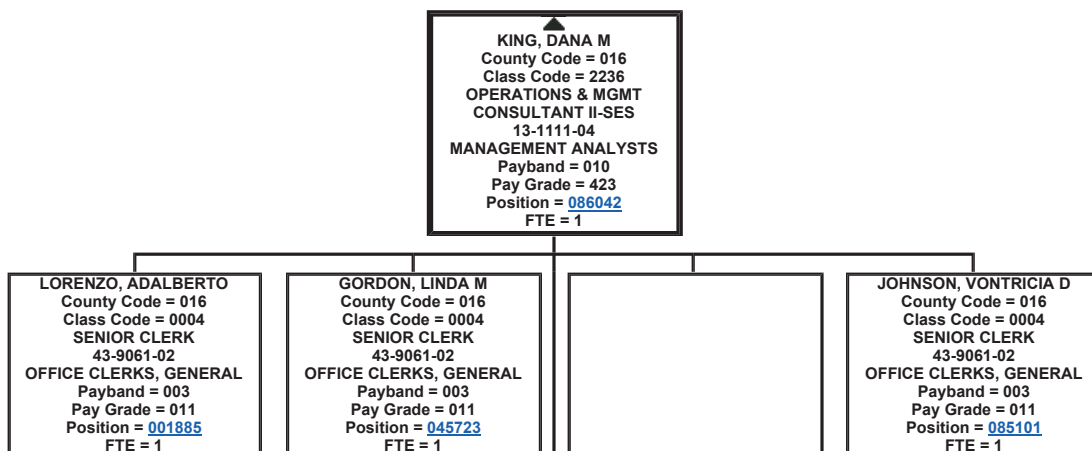 KING, DANA M
County Code = 016
Class Code = 2236
OPERATIONS & MGMT
CONSULTANT II-SES
13-1111-04
MANAGEMENT ANALYSTS
Payband = 010
Pay Grade = 423
Position = 086042
FTE = 1
LORENZO, ADALBERTO
County Code = 016
Class Code = 0004
SENIOR CLERK
43-9061-02
OFFICE CLERKS, GENERAL
Payband = 003
Pay Grade = 011
Position = 001885
FTE = 1
GORDON, LINDA M
County Code = 016
Class Code = 0004
SENIOR CLERK
43-9061-02
OFFICE CLERKS, GENERAL
Payband = 003
Pay Grade = 011
Position = 045723
FTE = 1
JOHNSON, VONTRICIA D
County Code = 016
Class Code = 0004
SENIOR CLERK
43-9061-02
OFFICE CLERKS, GENERAL
Payband = 003
Pay Grade = 011
Position = 085101
FTE = 1